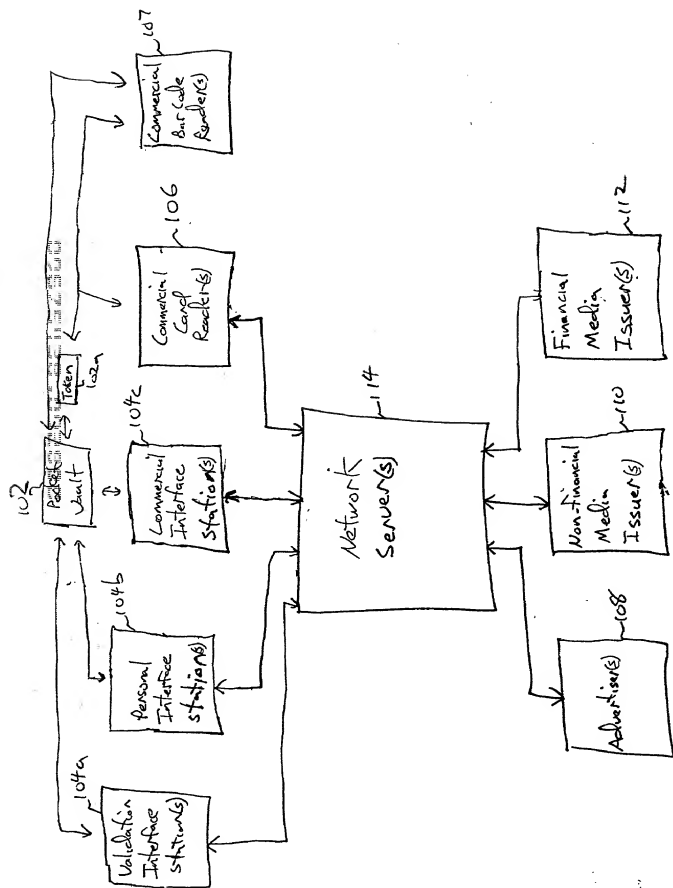 102
Pocket
Vault
Token
102a
107
Commercial
Bar Code
Reader(s)
106
Commercial
Card
Reader(s)
104c
Commercial
Interface
Station(s)
104b
Personal
Interface
Station(s)
104a
Validation
Interface
Station(s)
114
Network
Server(s)
112
Financial
Media
Issuer(s)
110
Non-Financial
Media
Issuer(s)
108
Advertiser(s)